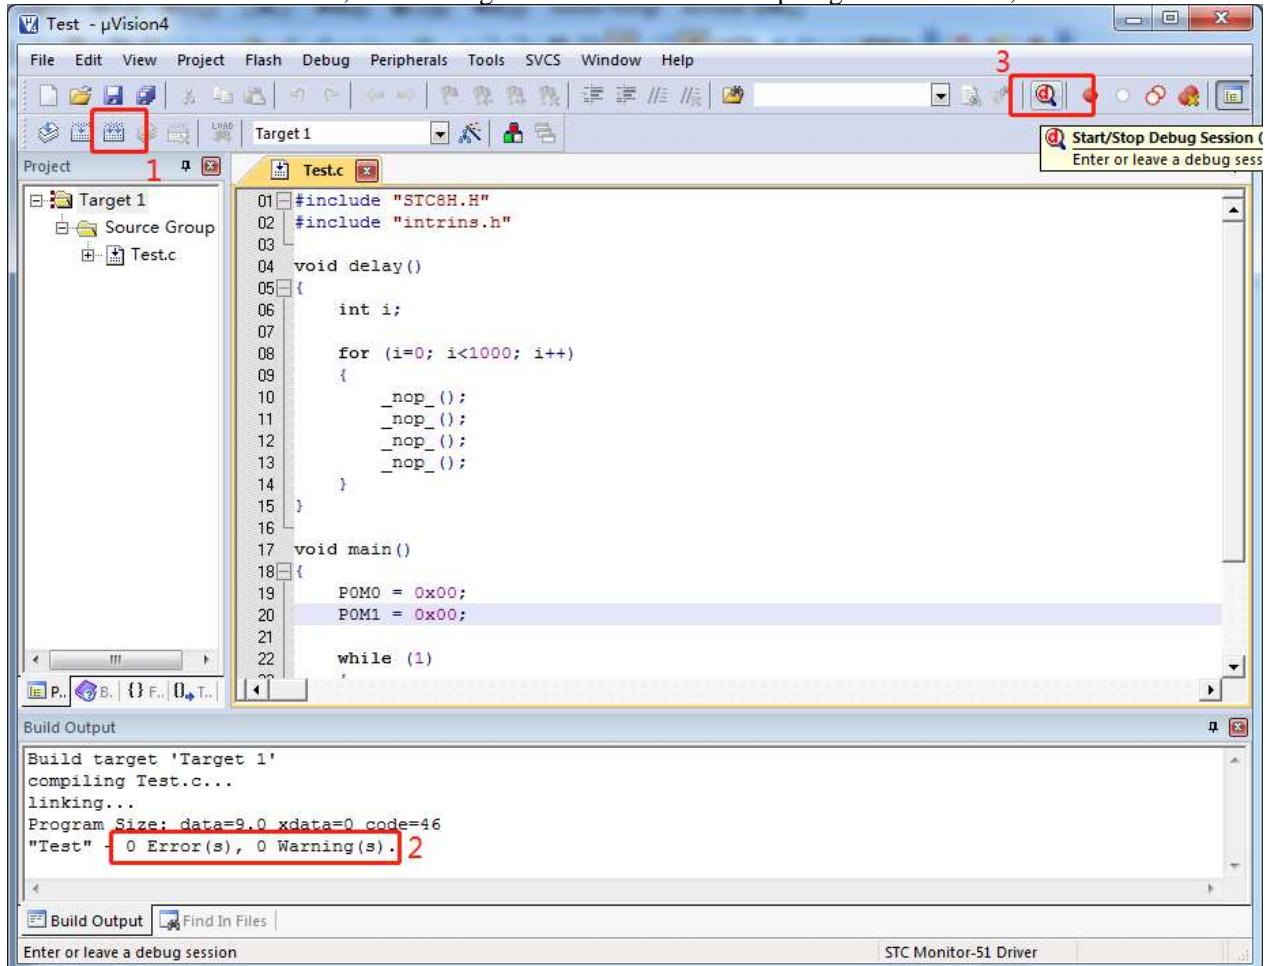 Test - µVision4
File Edit View Project Flash Debug Peripherals Tools SVCS Window Help
3
LOAD
Target 1
Start/Stop Debug Session (
Enter or leave a debug sess
1
Project
Test.c
Target 1
Source Group
Test.c
01 #include "STC8H.H"
02 #include "intrins.h"
03
04 void delay()
05 {
06 int i;
07
08 for (i=0; i<1000; i++)
09 {
10 _nop_();
11 _nop_();
12 _nop_();
13 _nop_();
14 }
15 }
16
17 void main()
18 {
19 P0M0 = 0x00;
20 P0M1 = 0x00;
21
22 while (1)
P.. B.. {} F.. 0 T..
Build Output
Build target 'Target 1'
compiling Test.c...
linking...
Program Size: data=9.0 xdata=0 code=46
"Test" - 0 Error(s), 0 Warning(s). 2
Build Output Find In Files
Enter or leave a debug session STC Monitor-51 Driver